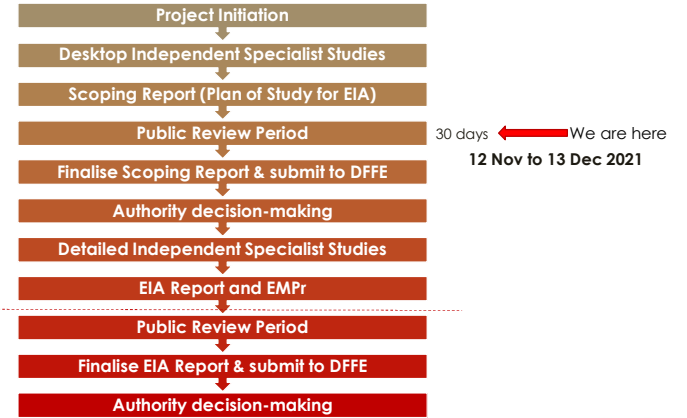 Project Initiation
Desktop Independent Specialist Studies
Scoping Report (Plan of Study for EIA)
Public Review Period
30 days
We are here
12 Nov to 13 Dec 2021
Finalise Scoping Report & submit to DFFE
Authority decision-making
Detailed Independent Specialist Studies
EIA Report and EMPr
Public Review Period
Finalise EIA Report & submit to DFFE
Authority decision-making